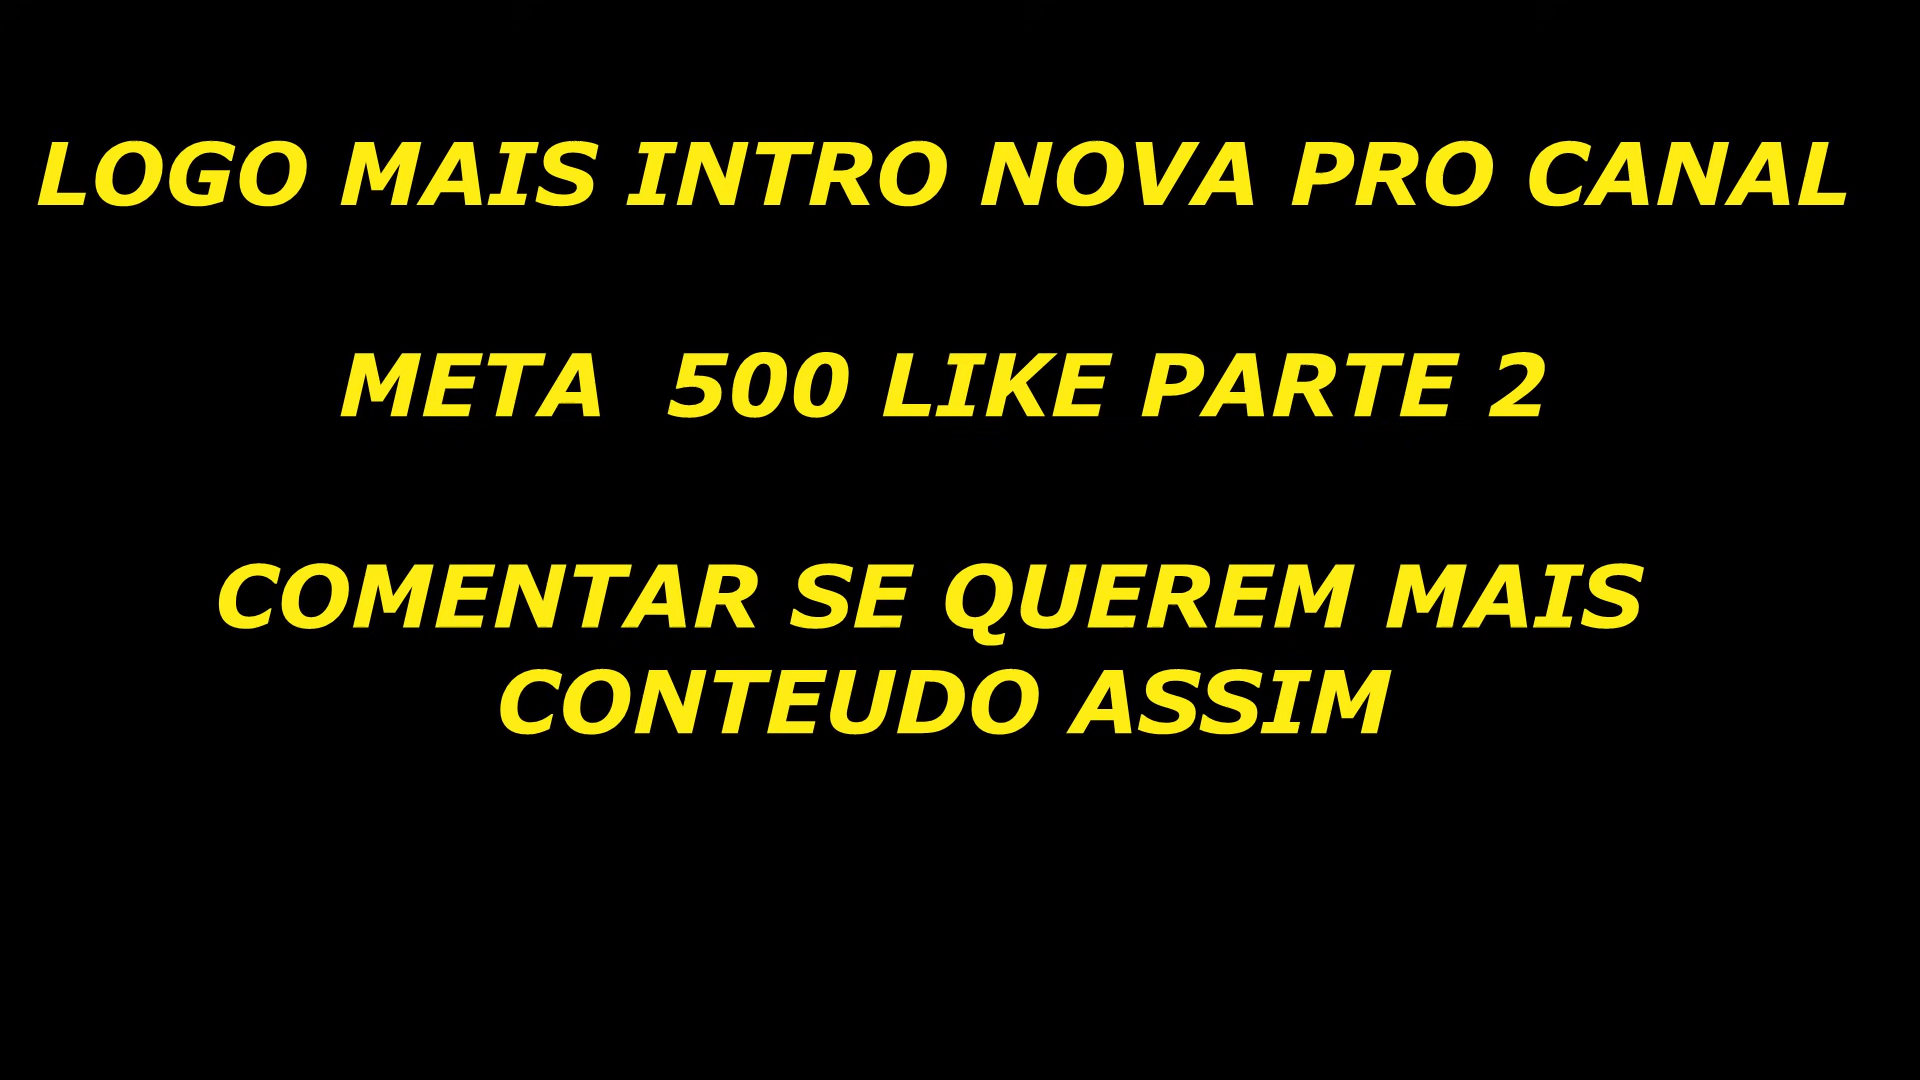 LOGO MAIS INTRO NOVA PRO CANAL
META  500 LIKE PARTE 2
COMENTAR SE QUEREM MAIS
CONTEUDO ASSIM